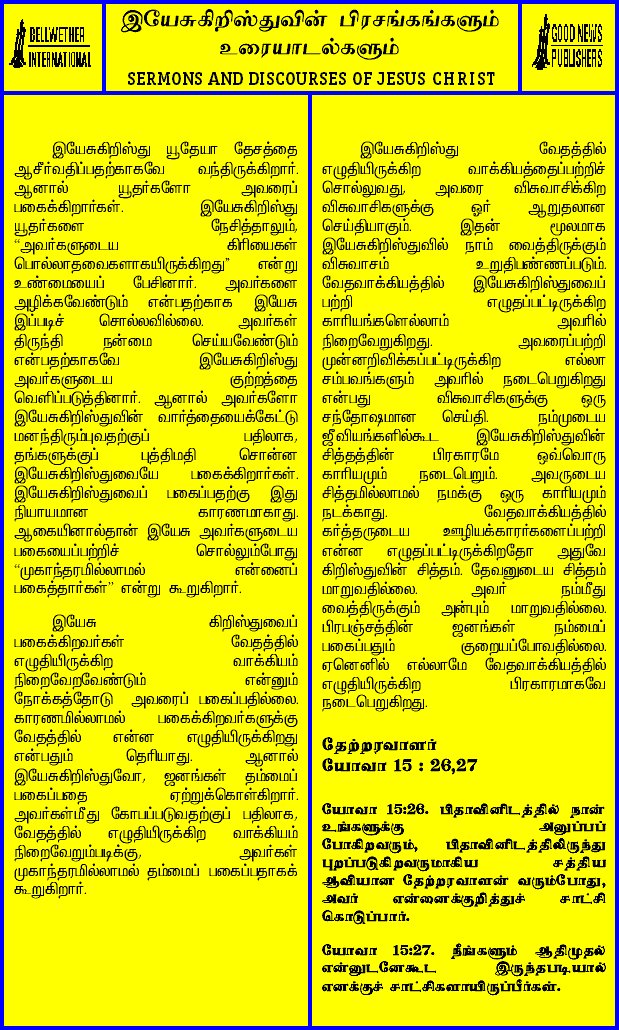 BELLWETHER
INTERNATIONAL
இயேசுகிறிஸ்துவின் பிரசங்கங்களும்
உரையாடல்களும்
SERMONS AND DISCOURSES OF JESUS CHRIST
GOOD NEWS
PUBLISHERS
இயேசுகிறிஸ்து யூதேயா தேசத்தை
ஆசீர்வதிப்பதற்காகவே வந்திருக்கிறார்.
ஆனால் யூதர்களோ அவரைப்
பகைக்கிறார்கள். இயேசுகிறிஸ்து
யூதர்களை நேசித்தாலும்,
“அவர்களுடைய கிரியைகள்
பொல்லாதவைகளாகயிருக்கிறது” என்று
உண்மையைப் பேசினார். அவர்களை
அழிக்கவேண்டும் என்பதற்காக இயேசு
இப்படிச் சொல்லவில்லை. அவர்கள்
திருந்தி நன்மை செய்யவேண்டும்
என்பதற்காகவே இயேசுகிறிஸ்து
அவர்களுடைய குற்றத்தை
வெளிப்படுத்தினார். ஆனால் அவர்களோ
இயேசுகிறிஸ்துவின் வார்த்தையைக்கேட்டு
மனந்திரும்புவதற்குப் பதிலாக,
தங்களுக்குப் புத்திமதி சொன்ன
இயேசுகிறிஸ்துவையே பகைக்கிறார்கள்.
இயேசுகிறிஸ்துவைப் பகைப்பதற்கு இது
நியாயமான காரணமாகாது.
ஆகையினால்தான் இயேசு அவர்களுடைய
பகையைப்பற்றிச் சொல்லும்போது
“முகாந்தரமில்லாமல் என்னைப்
பகைத்தார்கள்” என்று கூறுகிறார்.
இயேசு கிறிஸ்துவைப்
பகைக்கிறவர்கள் வேதத்தில்
எழுதியிருக்கிற வாக்கியம்
நிறைவேறவேண்டும் என்னும்
நோக்கத்தோடு அவரைப் பகைப்பதில்லை.
காரணமில்லாமல் பகைக்கிறவர்களுக்கு
வேதத்தில் என்ன எழுதியிருக்கிறது
என்பதும் தெரியாது. ஆனால்
இயேசுகிறிஸ்துவோ, ஜனங்கள் தம்மைப்
பகைப்பதை ஏற்றுக்கொள்கிறார்.
அவர்கள்மீது கோபப்படுவதற்குப் பதிலாக,
வேதத்தில் எழுதியிருக்கிற வாக்கியம்
நிறைவேறும்படிக்கு, அவர்கள்
முகாந்தரமில்லாமல் தம்மைப் பகைப்பதாகக்
கூறுகிறார்.
இயேசுகிறிஸ்து வேதத்தில்
எழுதியிருக்கிற வாக்கியத்தைப்பற்றிச்
சொல்லுவது, அவரை விசுவாசிக்கிற
விசுவாசிகளுக்கு ஓர் ஆறுதலான
செய்தியாகும். இதன் மூலமாக
இயேசுகிறிஸ்துவில் நாம் வைத்திருக்கும்
விசுவாசம் உறுதிபண்ணப்படும்.
வேதவாக்கியத்தில் இயேசுகிறிஸ்துவைப்
பற்றி எழுதப்பட்டிருக்கிற
காரியங்களெல்லாம் அவரில்
நிறைவேறுகிறது. அவரைப்பற்றி
முன்னறிவிக்கப்பட்டிருக்கிற எல்லா
சம்பவங்களும் அவரில் நடைபெறுகிறது
என்பது விசுவாசிகளுக்கு ஒரு
சந்தோஷமான செய்தி. நம்முடைய
ஜீவியங்களில்கூட இயேசுகிறிஸ்துவின்
சித்தத்தின் பிரகாரமே ஒவ்வொரு
காரியமும் நடைபெறும். அவருடைய
சித்தமில்லாமல் நமக்கு ஒரு காரியமும்
நடக்காது. வேதவாக்கியத்தில்
கர்த்தருடைய ஊழியக்காரர்களைப்பற்றி
என்ன எழுதப்பட்டிருக்கிறதோ அதுவே
கிறிஸ்துவின் சித்தம். தேவனுடைய சித்தம்
மாறுவதில்லை. அவர் நம்மீது
வைத்திருக்கும் அன்பும் மாறுவதில்லை.
பிரபஞ்சத்தின் ஜனங்கள் நம்மைப்
பகைப்பதும் குறையப்போவதில்லை.
ஏனெனில் எல்லாமே வேதவாக்கியத்தில்
எழுதியிருக்கிற பிரகாரமாகவே
நடைபெறுகிறது.
தேற்றரவாளர்
யோவா 15 : 26,27
யோவா 15:26. பிதாவினிடத்தில் நான்
உங்களுக்கு அனுப்பப்
போகிறவரும், பிதாவினிடத்திலிருந்து
புறப்படுகிறவருமாகிய சத்திய
ஆவியான தேற்றரவாளன் வரும்போது,
அவர் என்னைக்குறித்துச் சாட்சி
கொடுப்பார்.
யோவா 15:27. நீங்களும் ஆதிமுதல்
என்னுடனேகூட இருந்தபடியால்
எனக்குச் சாட்சிகளாயிருப்பீர்கள்.